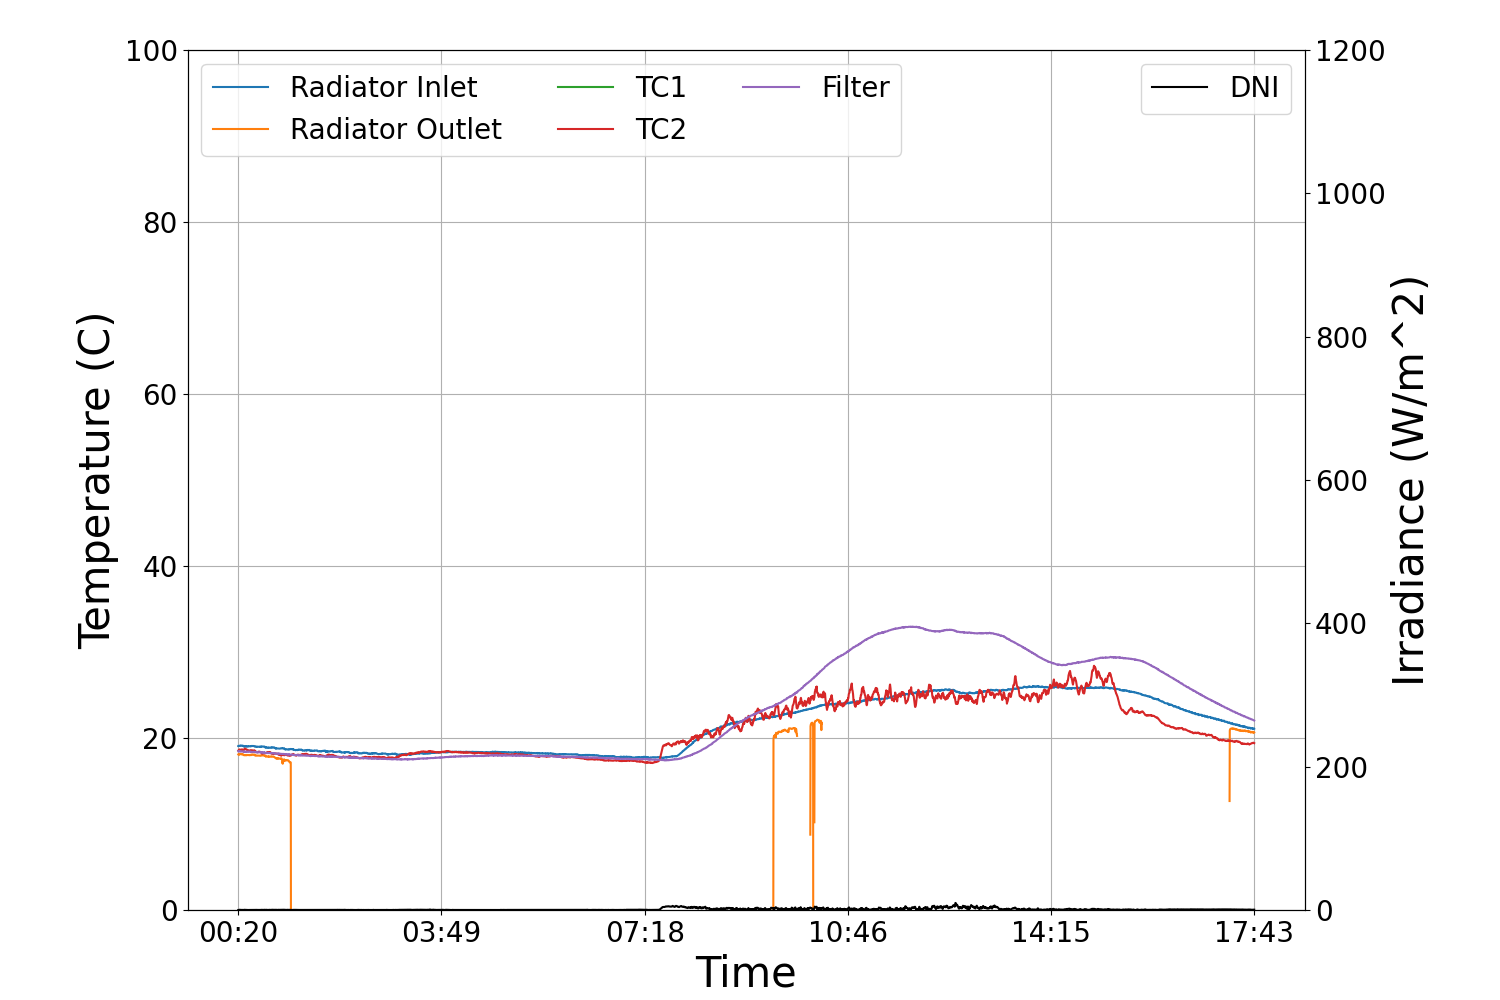 Radiator Inlet
Radiator Outlet
TC1
TC2
Filter
DNI
Temperature (C)
100
80
60
40
20
0
Irradiance (W/m^2)
1200
1000
800
600
400
200
0
00:20 03:49 07:18 10:46 14:15 17:43
Time